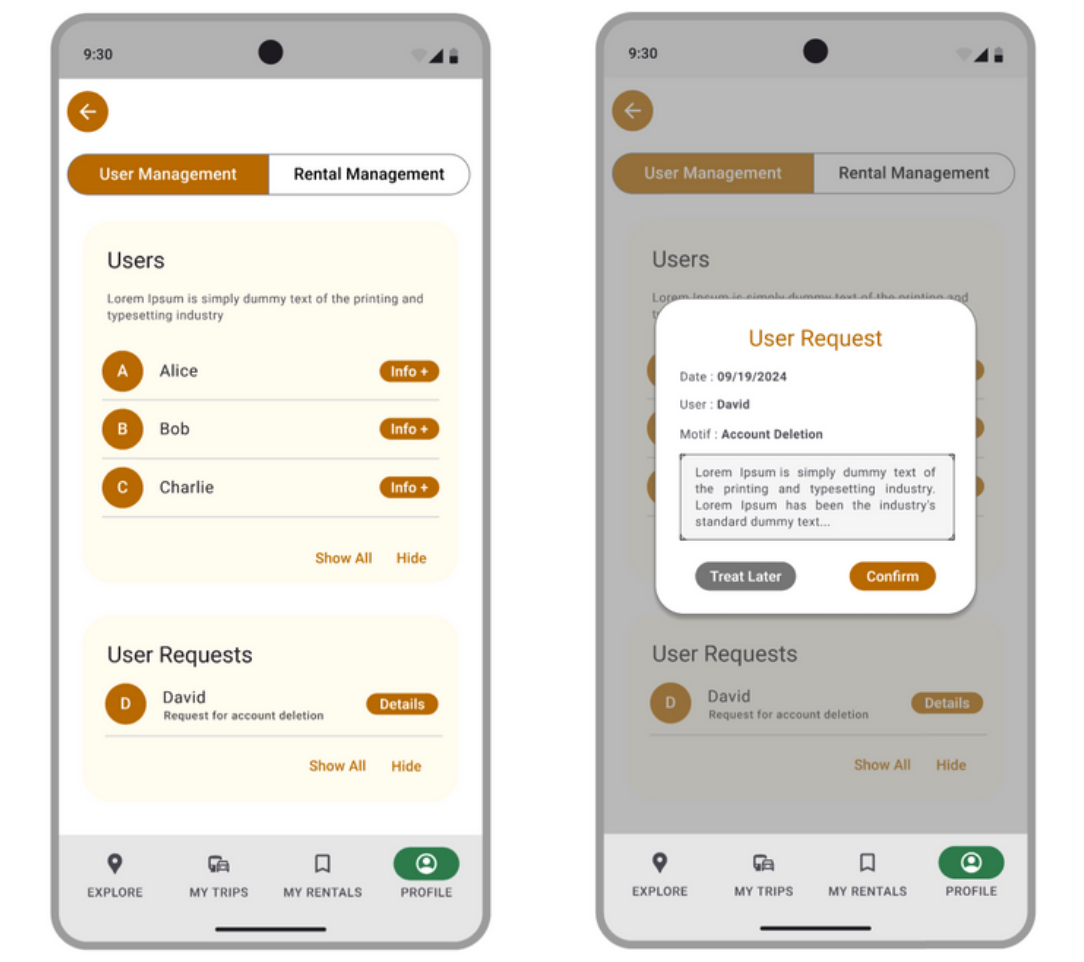 9:30
User Management
Rental Management
Users
Lorem Ipsum is simply dummy text of the printing and
typesetting industry
A
Alice
Info +
B
Bob
Info +
C
Charlie
Info +
Show All
Hide
User Requests
D
David
Request for account deletion
Details
Show All
Hide
EXPLORE
MY TRIPS
MY RENTALS
PROFILE
9:30
User Management
Rental Management
Users
Lorem Ipsum is simply dummy text of the printing and
User Request
Date : 09/19/2024
User : David
Motif : Account Deletion
Lorem Ipsum is simply dummy text of
the printing and typesetting industry.
Lorem Ipsum has been the industry's
standard dummy text...
Treat Later
Confirm
User Requests
D
David
Request for account deletion
Details
Show All
Hide
EXPLORE
MY TRIPS
MY RENTALS
PROFILE